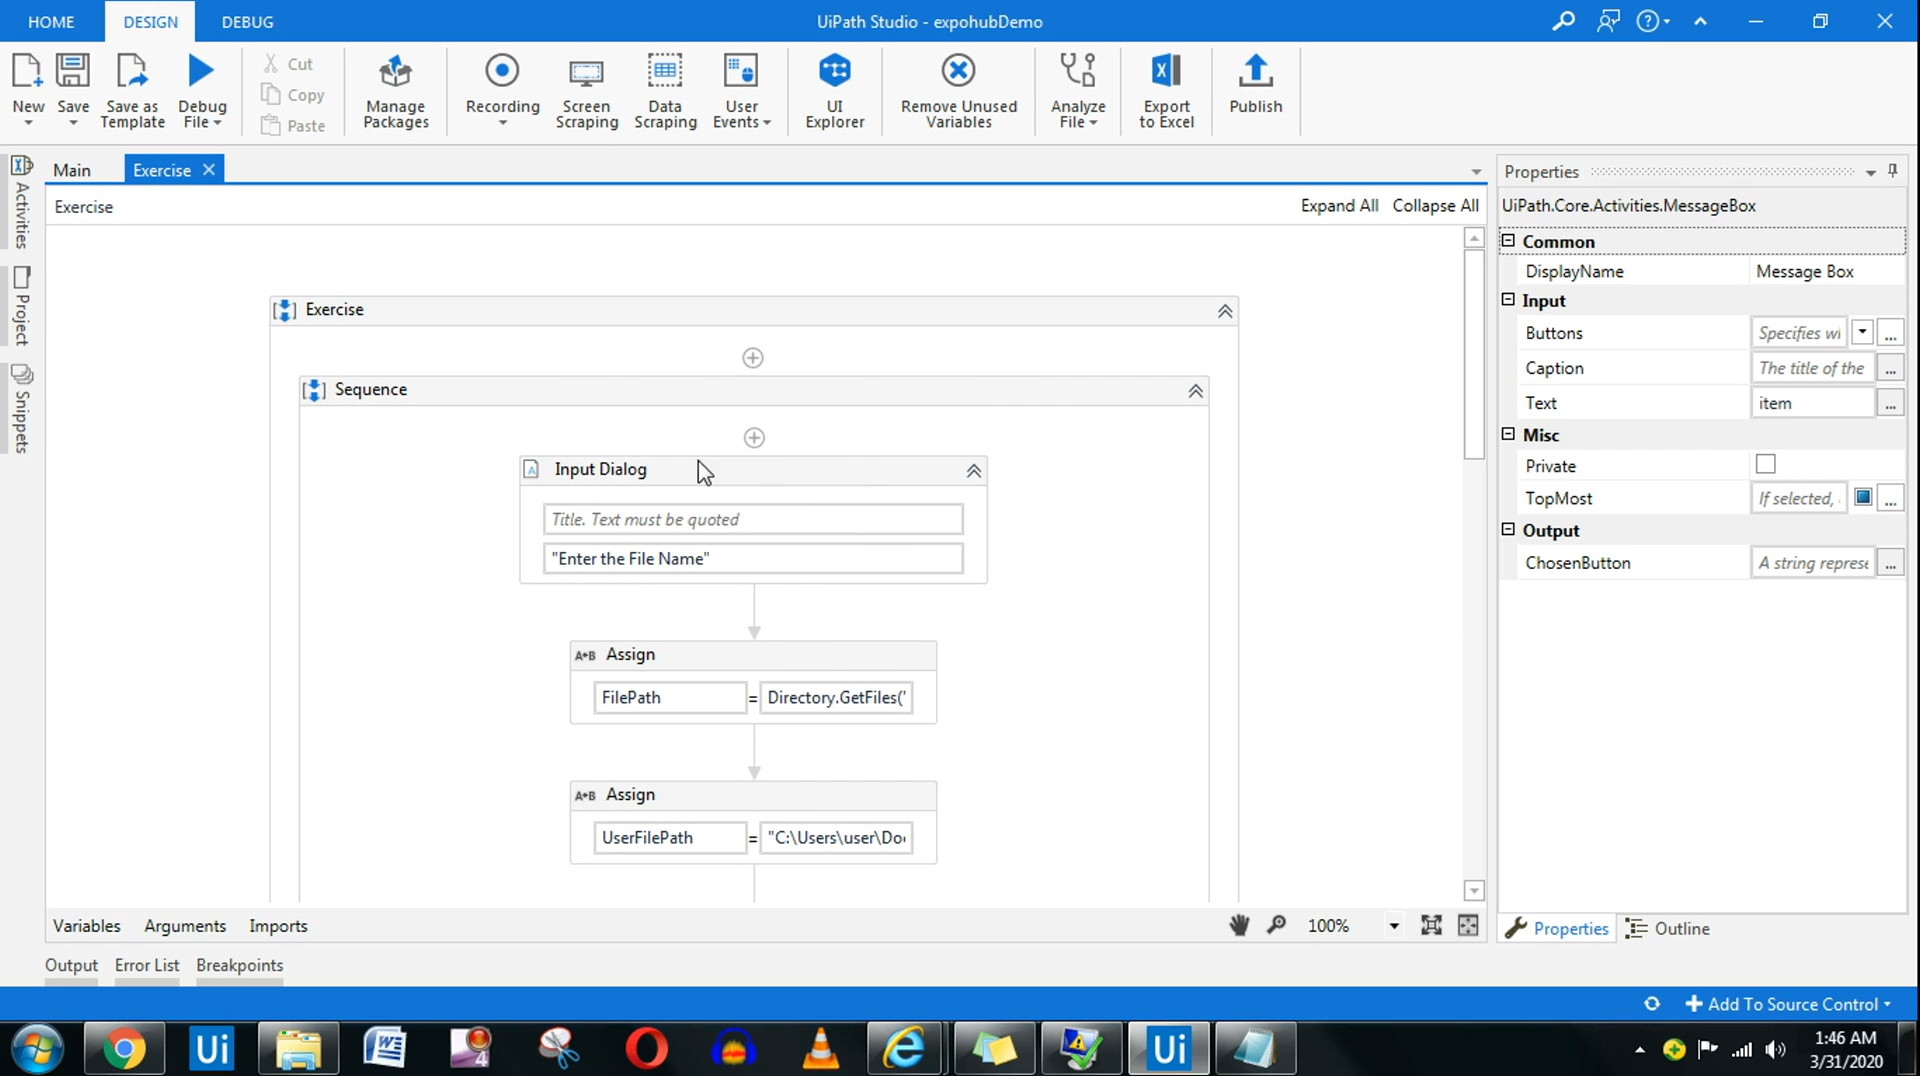 HOME
DESIGN
DEBUG
UiPath Studio - expohubDemo
New
Save
Save as
Template
Debug
File
Cut
Copy
Paste
Manage
Packages
Recording
Screen
Scraping
Data
Scraping
User
Events
UI
Explorer
Remove Unused
Variables
Analyze
File
Export
to Excel
Publish
Activities
Project
Snippets
Main
Exercise
Exercise
Expand All
Collapse All
Exercise
Sequence
Input Dialog
Title. Text must be quoted
"Enter the File Name"
A+B Assign
FilePath = Directory.GetFiles("
A+B Assign
UserFilePath = "C:\Users\user\Do
Variables
Arguments
Imports
100%
Output
Error List
Breakpoints
Properties
UiPath.Core.Activities.MessageBox
Common
DisplayName Message Box
Input
Buttons Specifies wl
Caption The title of the
Text item
Misc
Private
TopMost If selected,
Output
ChosenButton A string represe
Properties
Outline
Add To Source Control
Ui
4
Ui
1:46 AM
3/31/2020